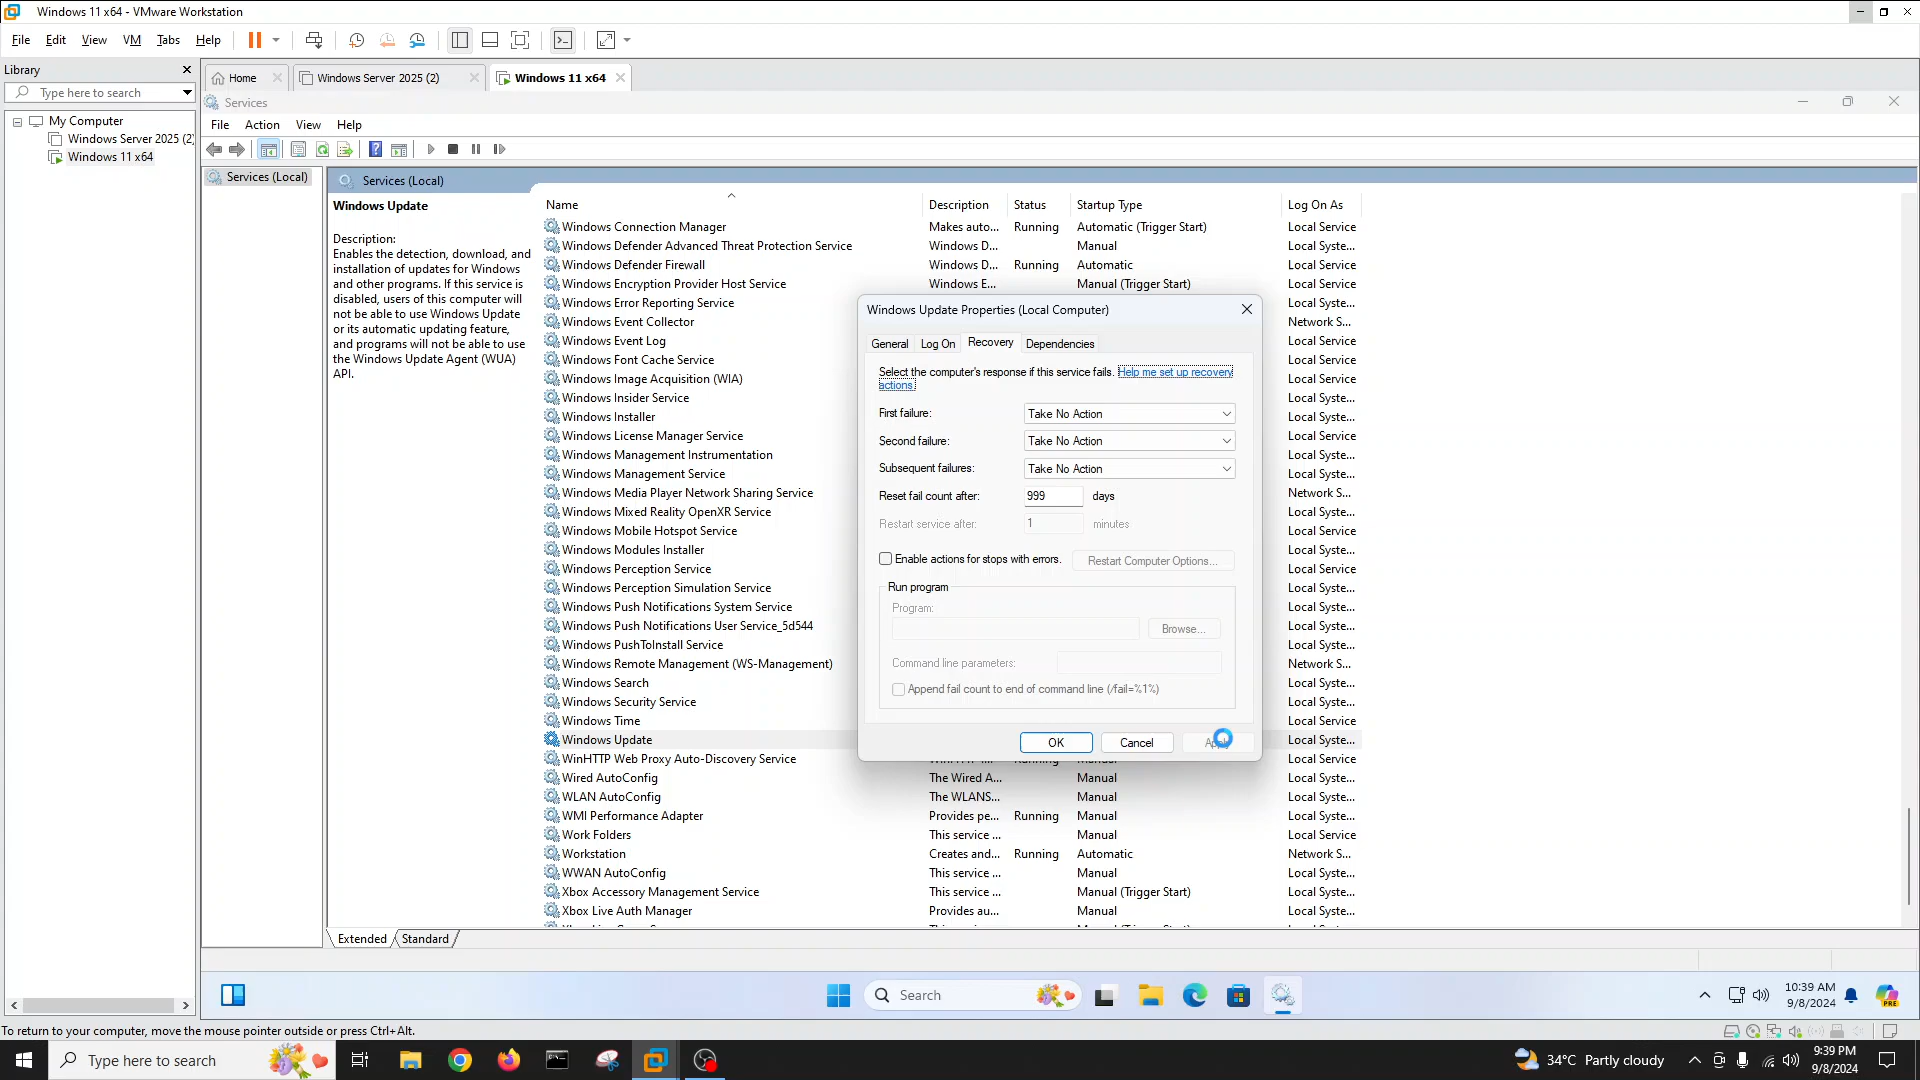 Windows 11 x64 - VMware Workstation
File Edit View VM Tabs Help
Library
Type here to search
My Computer
Windows Server 2025 (2)
Windows 11 x64
Home
Windows Server 2025 (2)
Windows 11 x64
Services
File Action View Help
Services (Local)
Services (Local)
Windows Update
Description:
Enables the detection, download, and
installation of updates for Windows
and other programs. If this service is
disabled, users of this computer will
not be able to use Windows Update
or its automatic updating feature,
and programs will not be able to use
the Windows Update Agent (WUA)
API.
Name Description Status Startup Type Log On As
Windows Connection Manager Makes auto... Running Automatic (Trigger Start) Local Service
Windows Defender Advanced Threat Protection Service Windows D... Manual Local Syste...
Windows Defender Firewall Windows D... Running Automatic Local Service
Windows Encryption Provider Host Service Windows E... Manual (Trigger Start) Local Service
Windows Error Reporting Service Local Syste...
Windows Event Collector Network S...
Windows Event Log Local Service
Windows Font Cache Service Local Service
Windows Image Acquisition (WIA) Local Service
Windows Insider Service Local Syste...
Windows Installer Local Syste...
Windows License Manager Service Local Service
Windows Management Instrumentation Local Syste...
Windows Management Service Local Syste...
Windows Media Player Network Sharing Service Network S...
Windows Mixed Reality OpenXR Service Local Syste...
Windows Mobile Hotspot Service Local Service
Windows Modules Installer Local Syste...
Windows Perception Service Local Service
Windows Perception Simulation Service Local Syste...
Windows Push Notifications System Service Local Syste...
Windows Push Notifications User Service_5d544 Local Syste...
Windows PushToInstall Service Local Syste...
Windows Remote Management (WS-Management) Network S...
Windows Search Local Syste...
Windows Security Service Local Syste...
Windows Time Local Service
Windows Update Local Syste...
WinHTTP Web Proxy Auto-Discovery Service Running Manual Local Service
Wired AutoConfig The Wired A... Manual Local Syste...
WLAN AutoConfig The WLANS... Manual Local Syste...
WMI Performance Adapter Provides pe... Running Manual Local Syste...
Work Folders This service ... Manual Local Service
Workstation Creates and... Running Automatic Network S...
WWAN AutoConfig This service ... Manual Local Syste...
Xbox Accessory Management Service This service ... Manual (Trigger Start) Local Syste...
Xbox Live Auth Manager Provides au... Manual Local Syste...
Windows Update Properties (Local Computer)
General Log On Recovery Dependencies
Select the computer's response if this service fails. Help me set up recovery
actions.
First failure: Take No Action
Second failure: Take No Action
Subsequent failures: Take No Action
Reset fail count after: 999 days
Restart service after: 1 minutes
Enable actions for stops with errors. Restart Computer Options...
Run program
Program:
Browse...
Command line parameters:
Append fail count to end of command line (/fail=%1%)
OK Cancel
Extended Standard
Search
PRE
10:39 AM
9/8/2024
To return to your computer, move the mouse pointer outside or press Ctrl+Alt.
Type here to search
34°C Partly cloudy
9:39 PM
9/8/2024